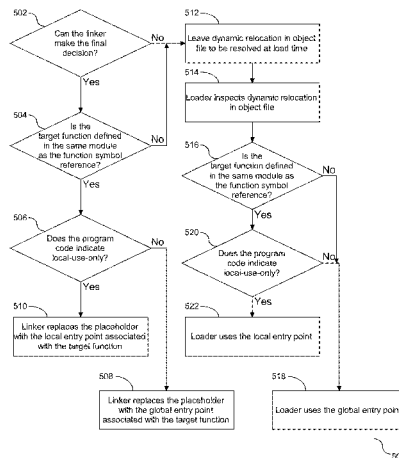 502
Can the linker
make the final
decision?
No
Yes
504
Is the
target function defined
in the same module
as the function symbol
reference?
No
Yes
506
Does the program
code indicate
local-use-only?
No
Yes
510
Linker replaces the placeholder
with the local entry point associated
with the target function
508
Linker replaces the placeholder
with the global entry point
associated with the target function
512
Leave dynamic relocation in object
file to be resolved at load time
514
Loader inspects dynamic relocation
in object file
516
Is the
target function defined
in the same module as the
function symbol
reference?
No
Yes
520
Does the program
code indicate
local-use-only?
No
Yes
522
Loader uses the local entry point
518
Loader uses the global entry point